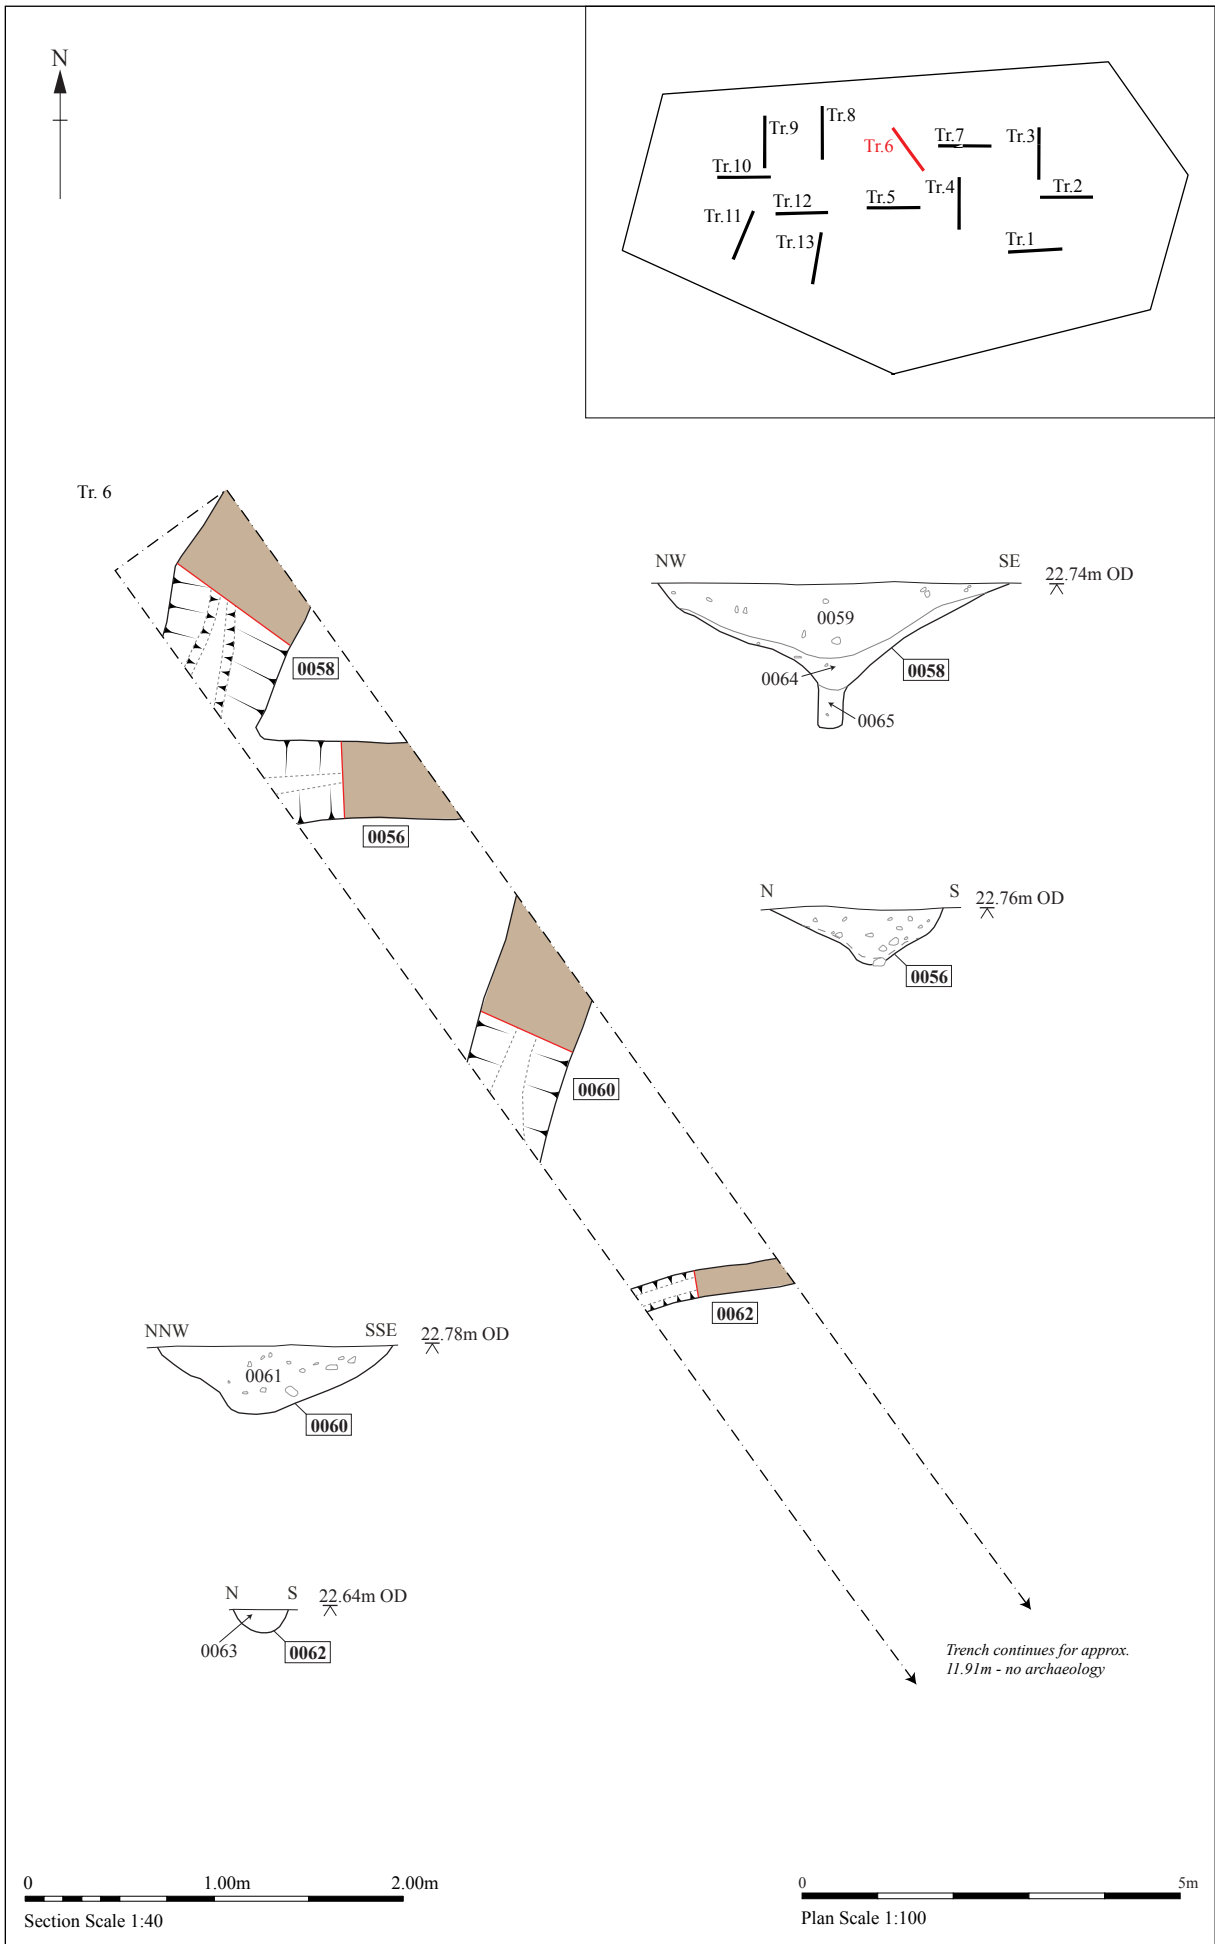 N
Tr.9
Tr.8
Tr.6
Tr.7
Tr.3
Tr.10
Tr.4
Tr.2
Tr.11
Tr.12
Tr.5
Tr.13
Tr.1
Tr. 6
NW
SE
22.74m OD
0059
0058
0064
0065
0058
0056
N
S
22.76m OD
0056
0060
0062
NNW
SSE
22.78m OD
0061
0060
N
S
22.64m OD
0063
0062
Trench continues for approx.
11.91m - no archaeology
0
1.00m
2.00m
Section Scale 1:40
0
5m
Plan Scale 1:100